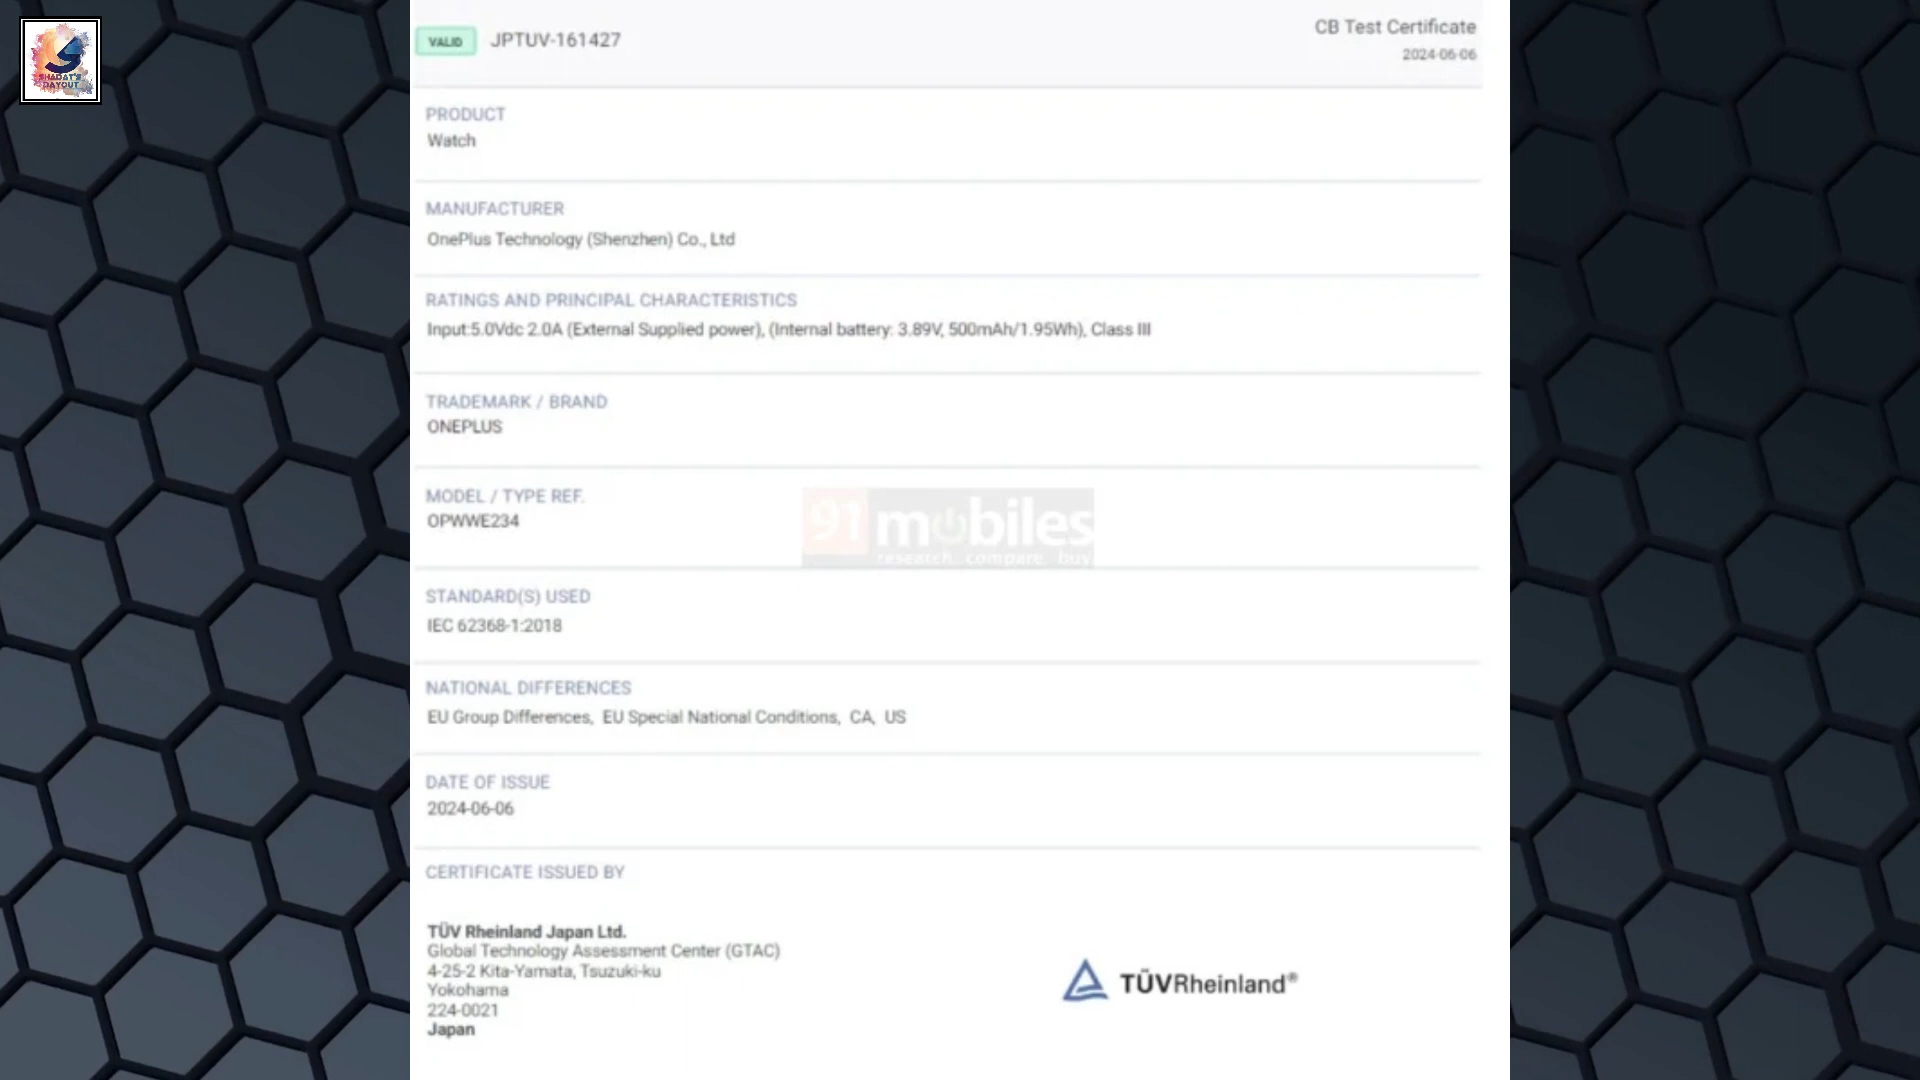 SHADAT'S
DAYOUT
VALID JPTUV-161427
CB Test Certificate
2024-06-06
PRODUCT
Watch
MANUFACTURER
OnePlus Technology (Shenzhen) Co., Ltd
RATINGS AND PRINCIPAL CHARACTERISTICS
Input:5.0Vdc 2.0A (External Supplied power), (Internal battery: 3.89V, 500mAh/1.95Wh), Class III
TRADEMARK / BRAND
ONEPLUS
MODEL / TYPE REF.
OPWWE234
91mobiles
research. compare. buy
STANDARD(S) USED
IEC 62368-1:2018
NATIONAL DIFFERENCES
EU Group Differences, EU Special National Conditions, CA, US
DATE OF ISSUE
2024-06-06
CERTIFICATE ISSUED BY
TÜV Rheinland Japan Ltd.
Global Technology Assessment Center (GTAC)
4-25-2 Kita-Yamata, Tsuzuki-ku
Yokohama
224-0021
Japan
TÜVRheinland®